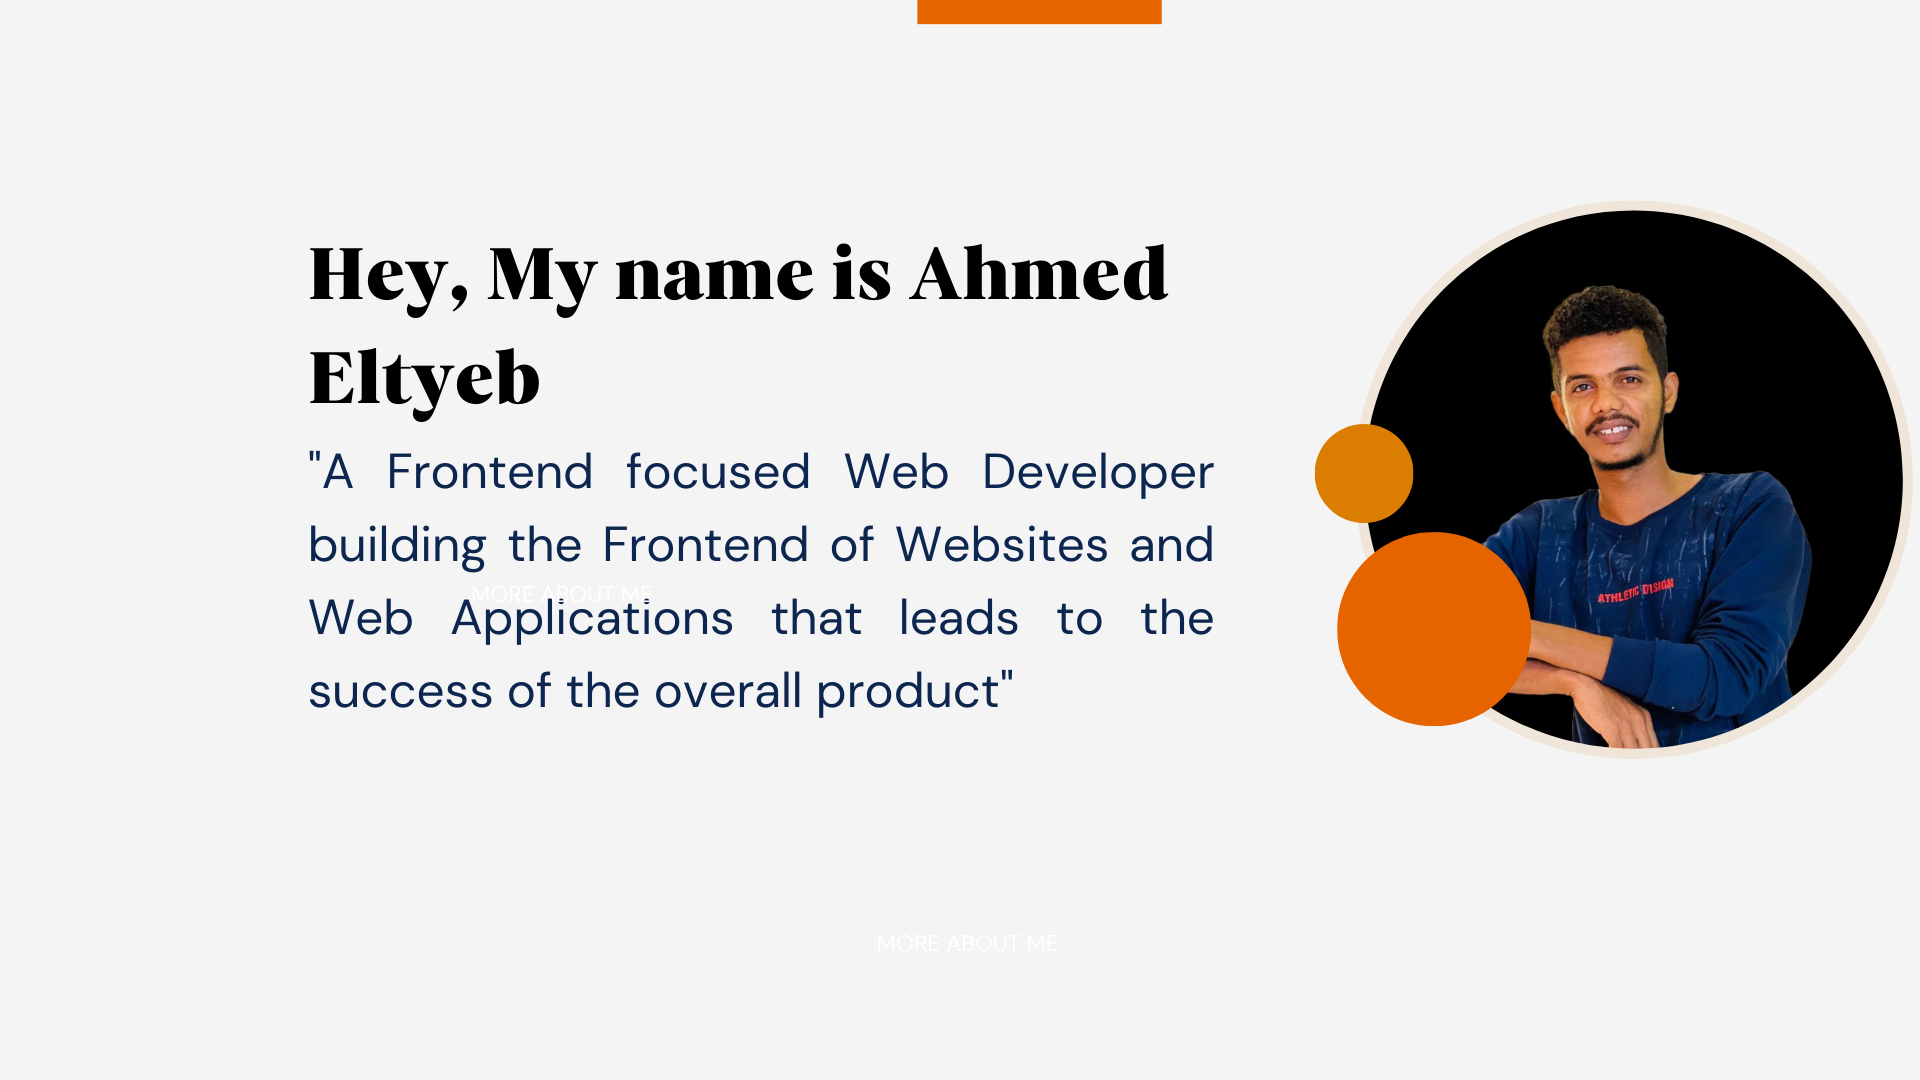 Hey, My name is Ahmed
Eltyeb
"A Frontend focused Web Developer
building the Frontend of Websites and
MORE ABOUT ME
Web Applications that leads to the
success of the overall product"
ATHLETIC DIVISION
MORE ABOUT ME